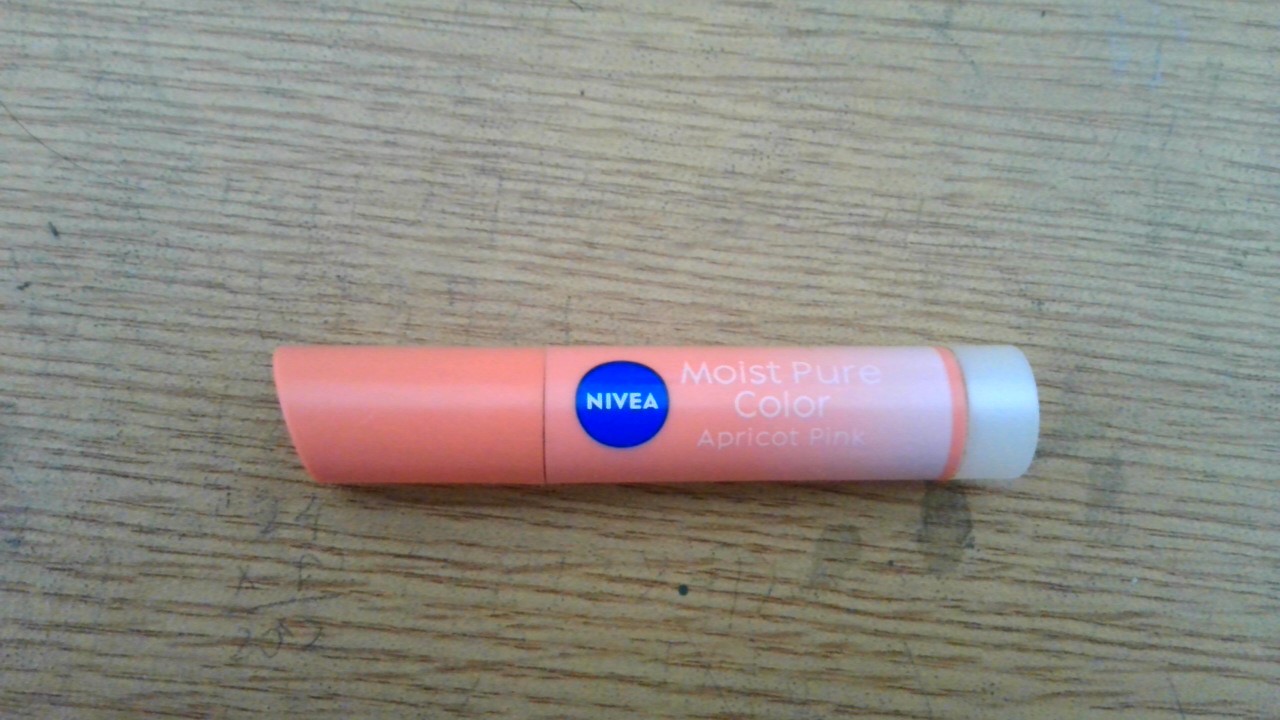 NIVEA
Moist Pure
Color
Apricot Pink